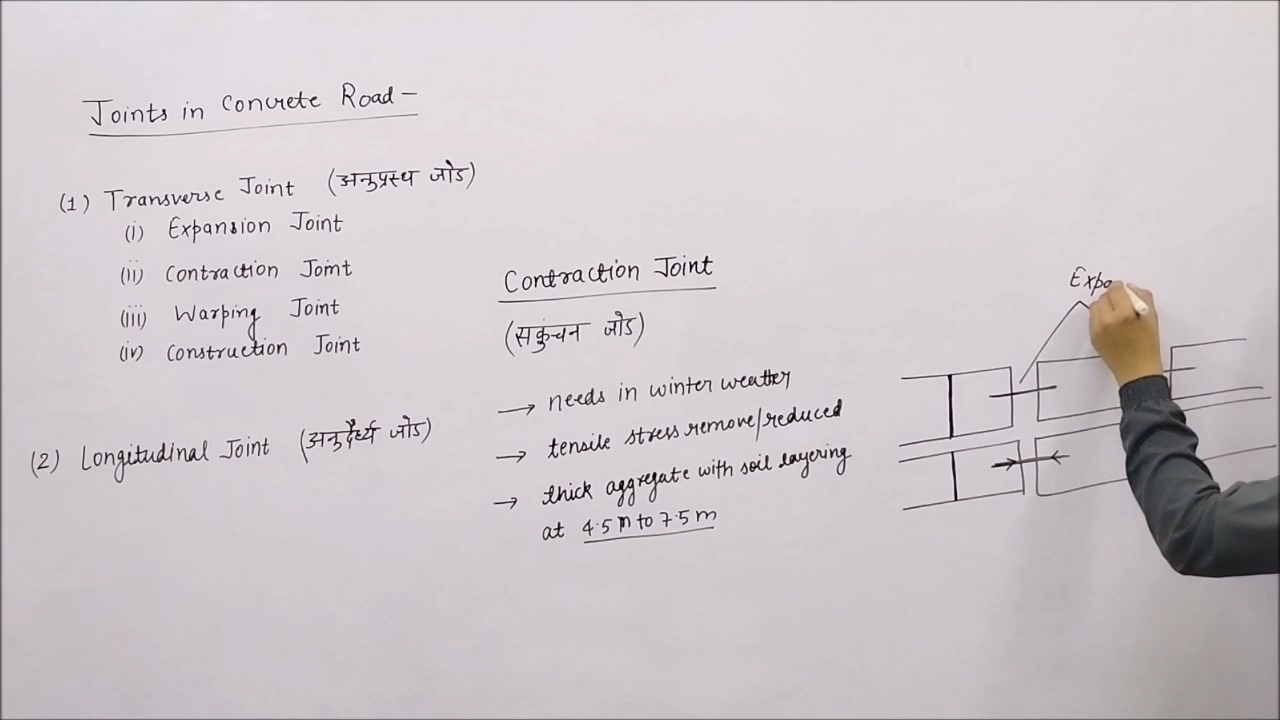 Joints in Concrete Road -
(1) Transverse Joint (अनुप्रस्थ जोड)
(i) Expansion Joint
(ii) Contraction Joint
(iii) Warping Joint
(iv) Construction Joint
(2) Longitudinal Joint (अनुदैर्ध्य जोड)
Contraction Joint
(सकुंचन जोड)
→ needs in winter weather
→ tensile stress remove/reduced
→ thick aggregate with soil layering
at 4.5 m to 7.5 m
Expa